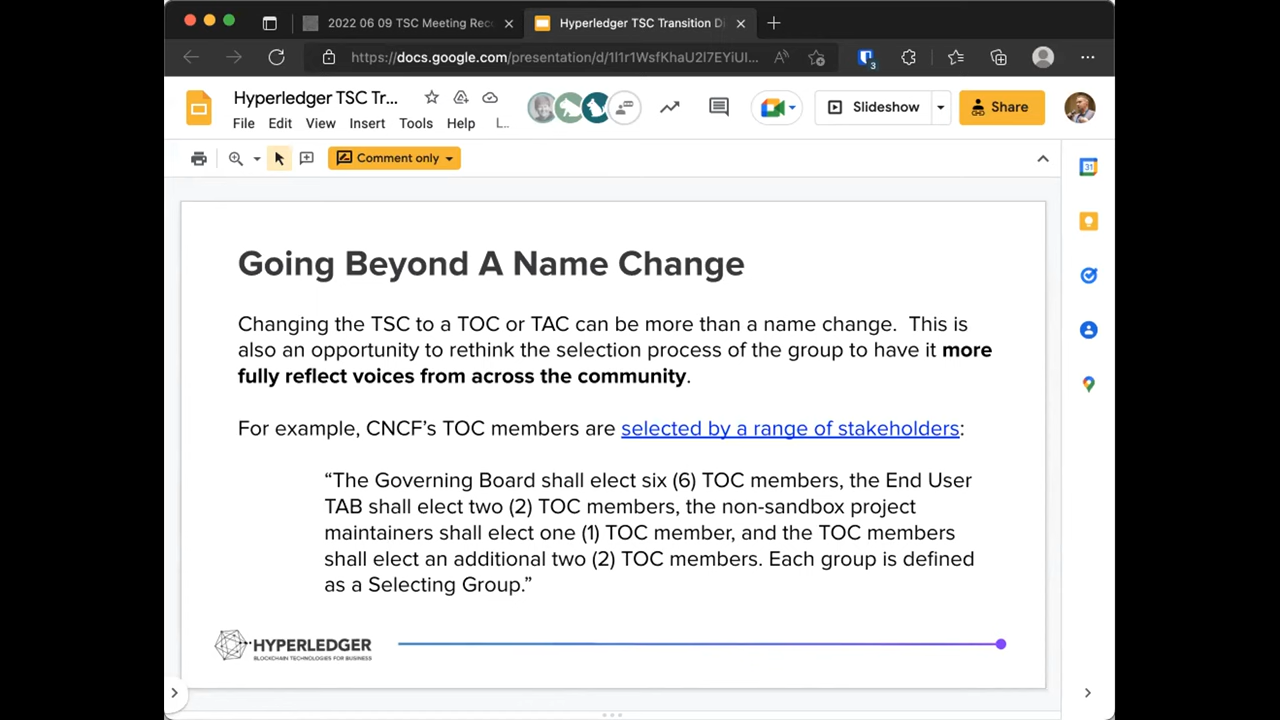 2022 06 09 TSC Meeting Rec
Hyperledger TSC Transition D
https://docs.google.com/presentation/d/1l1r1WsfKhaU2l7EYiUI...
3
Hyperledger TSC Tr...
Slideshow
Share
File Edit View Insert Tools Help L...
Comment only
31
Going Beyond A Name Change
Changing the TSC to a TOC or TAC can be more than a name change. This is
also an opportunity to rethink the selection process of the group to have it more
fully reflect voices from across the community.
For example, CNCF’s TOC members are selected by a range of stakeholders:
“The Governing Board shall elect six (6) TOC members, the End User
TAB shall elect two (2) TOC members, the non-sandbox project
maintainers shall elect one (1) TOC member, and the TOC members
shall elect an additional two (2) TOC members. Each group is defined
as a Selecting Group.”
HYPERLEDGER
BLOCKCHAIN TECHNOLOGIES FOR BUSINESS